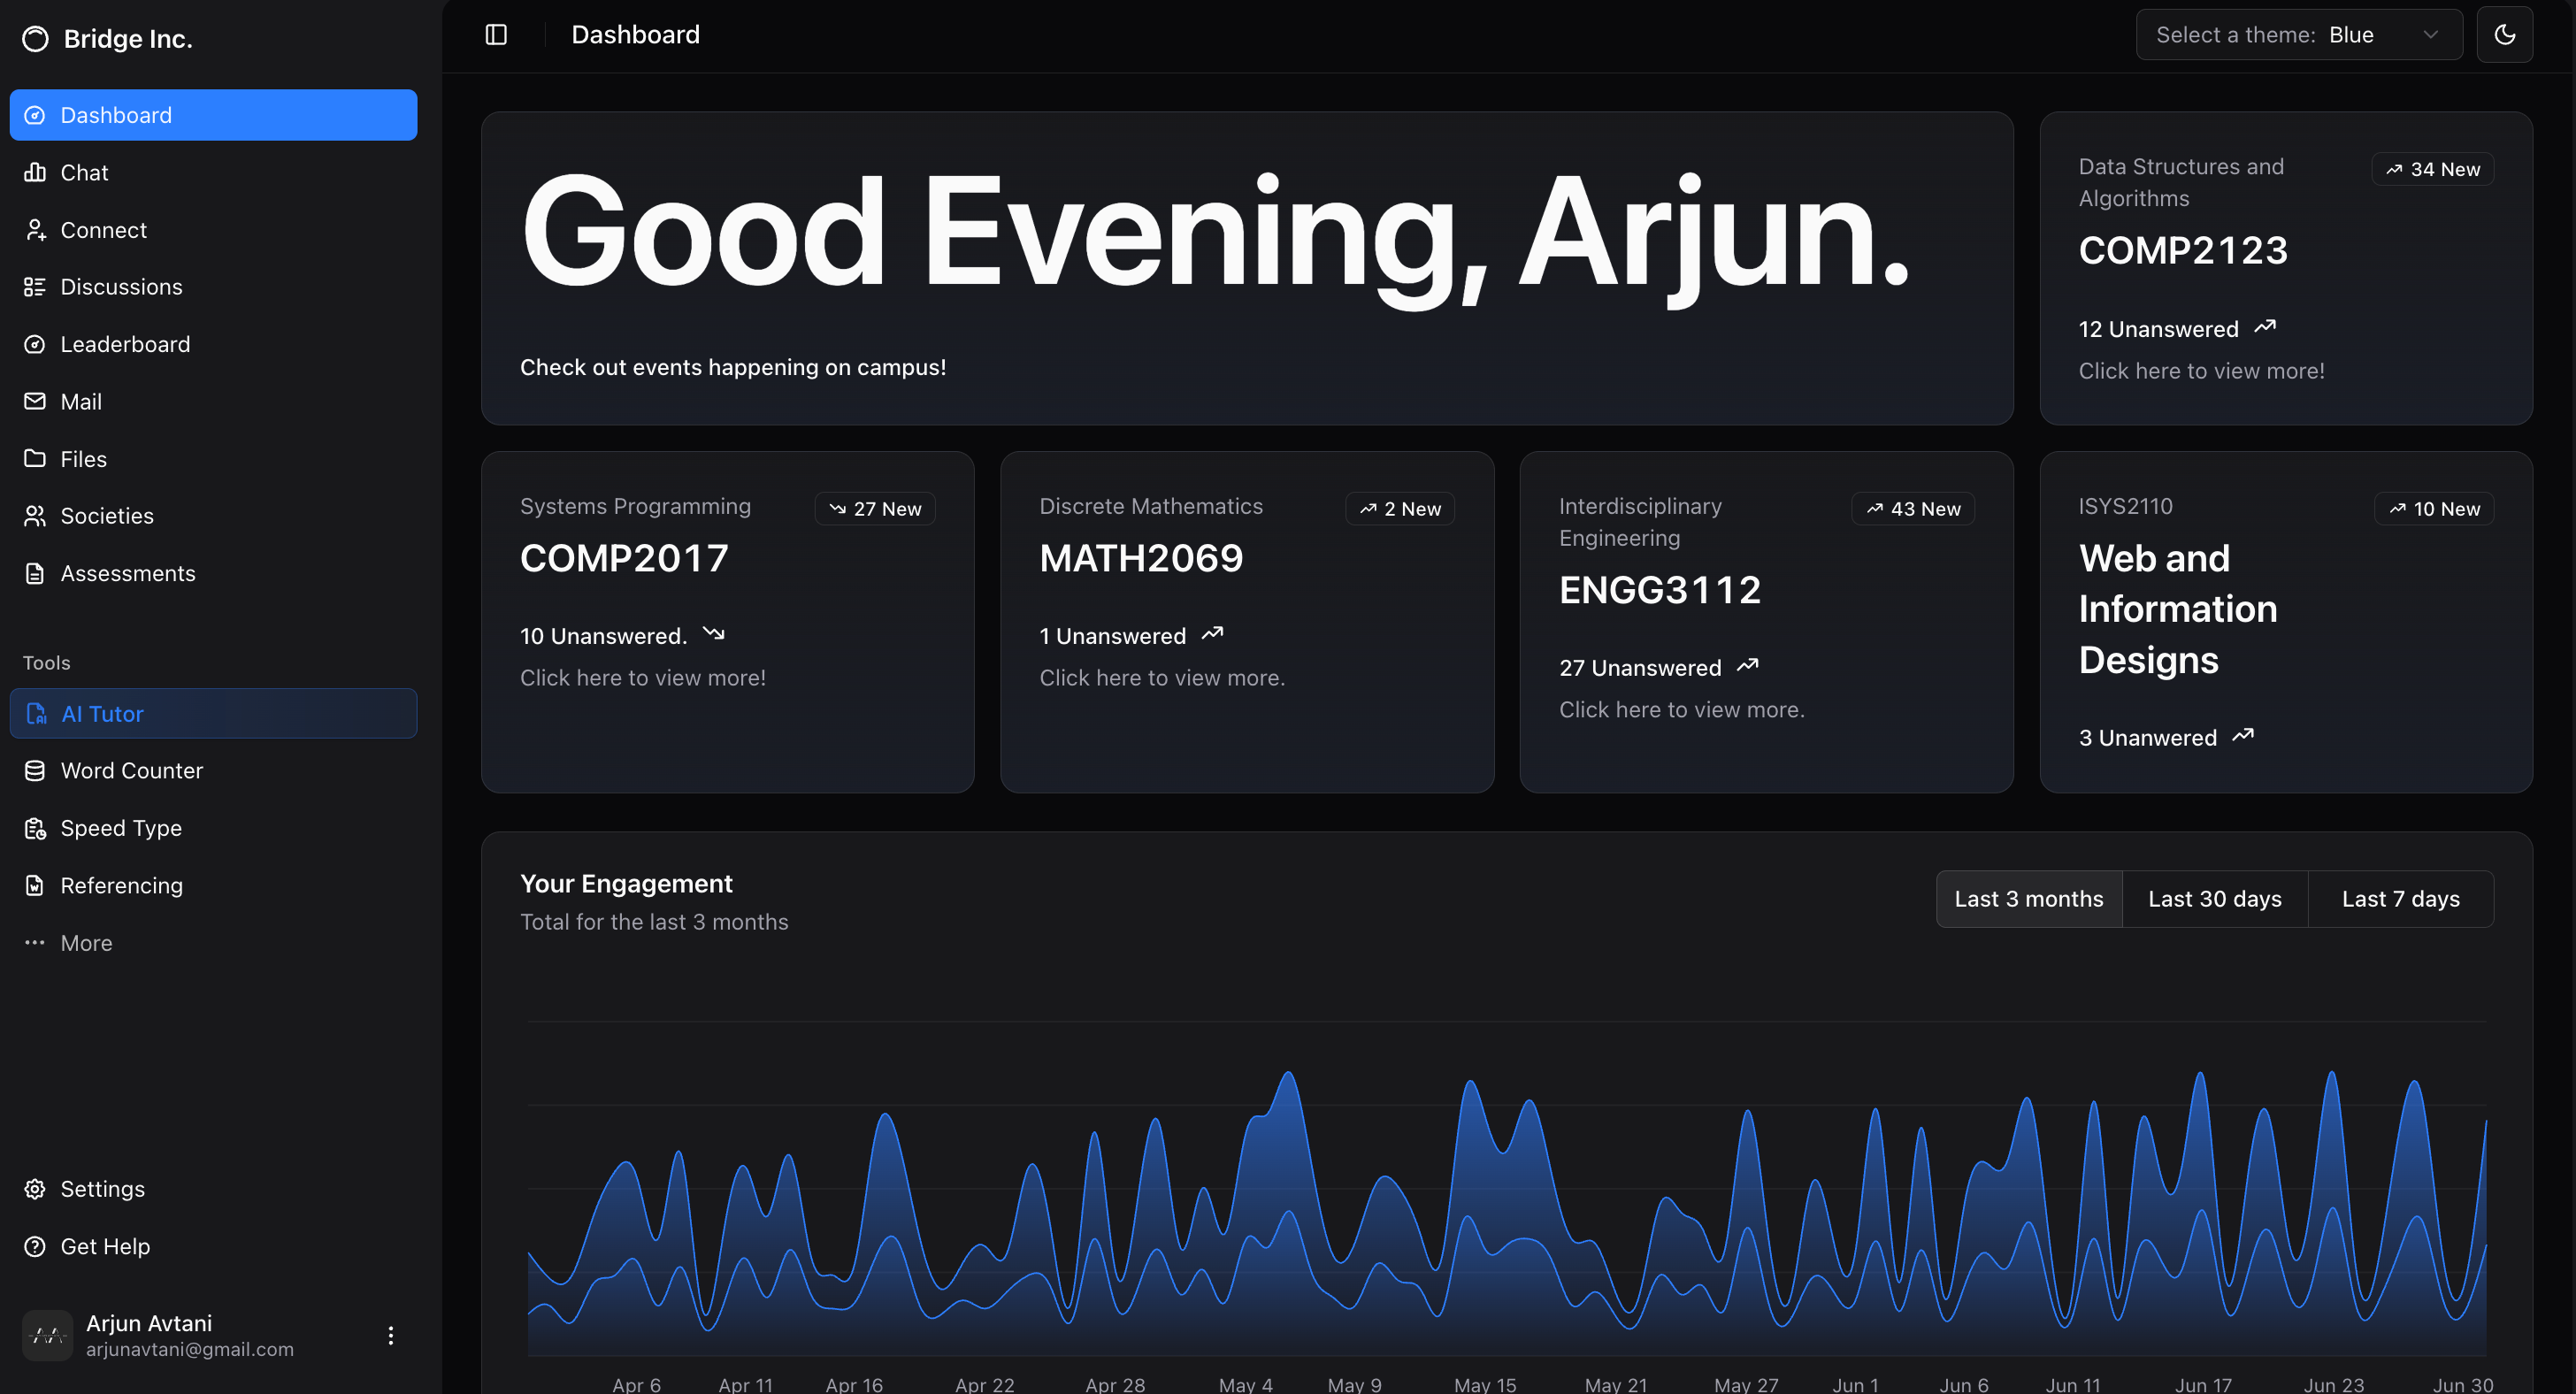 Bridge Inc.
Dashboard
Chat
Connect
Discussions
Leaderboard
Mail
Files
Societies
Assessments
Tools
AI Tutor
Word Counter
Speed Type
Referencing
More
Settings
Get Help
Arjun Avtani
arjunavtani@gmail.com
Dashboard
Select a theme: Blue
Good Evening, Arjun.
Check out events happening on campus!
Data Structures and
Algorithms
34 New
COMP2123
12 Unanswered
Click here to view more!
Systems Programming
27 New
COMP2017
10 Unanswered.
Click here to view more!
Discrete Mathematics
2 New
MATH2069
1 Unanswered
Click here to view more.
Interdisciplinary
Engineering
43 New
ENGG3112
27 Unanswered
Click here to view more.
ISYS2110
10 New
Web and
Information
Designs
3 Unanwered
Your Engagement
Total for the last 3 months
Last 3 months
Last 30 days
Last 7 days
Apr 6 Apr 11 Apr 16 Apr 22 Apr 28 May 4 May 9 May 15 May 21 May 27 Jun 1 Jun 6 Jun 11 Jun 17 Jun 23 Jun 30